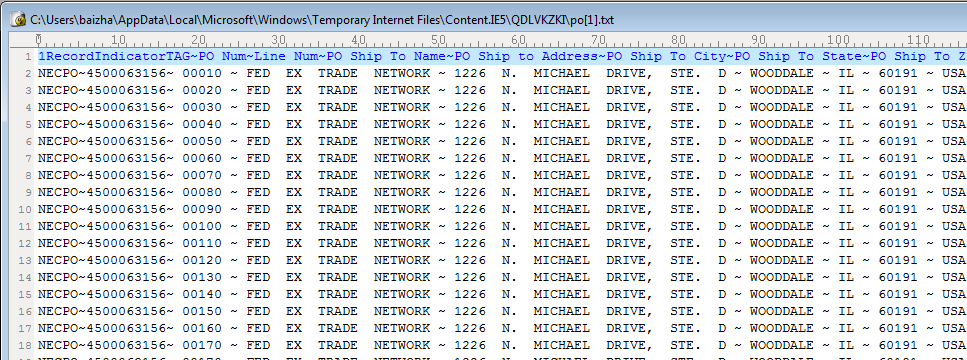 C:\Users\baizha\AppData\Local\Microsoft\Windows\Temporary Internet Files\Content.IE5\QDLVKZKI\po[1].txt
0 10 20 30 40 50 60 70 80 90 100 110
1 1RecordIndicatorTAG~PO Num~Line Num~PO Ship To Name~PO Ship to Address~PO Ship To City~PO Ship To State~PO Ship To Z
2 NECPO~4500063156~ 00010 ~ FED EX TRADE NETWORK ~ 1226 N. MICHAEL DRIVE, STE. D ~ WOODDALE ~ IL ~ 60191 ~ USA
3 NECPO~4500063156~ 00020 ~ FED EX TRADE NETWORK ~ 1226 N. MICHAEL DRIVE, STE. D ~ WOODDALE ~ IL ~ 60191 ~ USA
4 NECPO~4500063156~ 00030 ~ FED EX TRADE NETWORK ~ 1226 N. MICHAEL DRIVE, STE. D ~ WOODDALE ~ IL ~ 60191 ~ USA
5 NECPO~4500063156~ 00040 ~ FED EX TRADE NETWORK ~ 1226 N. MICHAEL DRIVE, STE. D ~ WOODDALE ~ IL ~ 60191 ~ USA
6 NECPO~4500063156~ 00050 ~ FED EX TRADE NETWORK ~ 1226 N. MICHAEL DRIVE, STE. D ~ WOODDALE ~ IL ~ 60191 ~ USA
7 NECPO~4500063156~ 00060 ~ FED EX TRADE NETWORK ~ 1226 N. MICHAEL DRIVE, STE. D ~ WOODDALE ~ IL ~ 60191 ~ USA
8 NECPO~4500063156~ 00070 ~ FED EX TRADE NETWORK ~ 1226 N. MICHAEL DRIVE, STE. D ~ WOODDALE ~ IL ~ 60191 ~ USA
9 NECPO~4500063156~ 00080 ~ FED EX TRADE NETWORK ~ 1226 N. MICHAEL DRIVE, STE. D ~ WOODDALE ~ IL ~ 60191 ~ USA
10 NECPO~4500063156~ 00090 ~ FED EX TRADE NETWORK ~ 1226 N. MICHAEL DRIVE, STE. D ~ WOODDALE ~ IL ~ 60191 ~ USA
11 NECPO~4500063156~ 00100 ~ FED EX TRADE NETWORK ~ 1226 N. MICHAEL DRIVE, STE. D ~ WOODDALE ~ IL ~ 60191 ~ USA
12 NECPO~4500063156~ 00110 ~ FED EX TRADE NETWORK ~ 1226 N. MICHAEL DRIVE, STE. D ~ WOODDALE ~ IL ~ 60191 ~ USA
13 NECPO~4500063156~ 00120 ~ FED EX TRADE NETWORK ~ 1226 N. MICHAEL DRIVE, STE. D ~ WOODDALE ~ IL ~ 60191 ~ USA
14 NECPO~4500063156~ 00130 ~ FED EX TRADE NETWORK ~ 1226 N. MICHAEL DRIVE, STE. D ~ WOODDALE ~ IL ~ 60191 ~ USA
15 NECPO~4500063156~ 00140 ~ FED EX TRADE NETWORK ~ 1226 N. MICHAEL DRIVE, STE. D ~ WOODDALE ~ IL ~ 60191 ~ USA
16 NECPO~4500063156~ 00150 ~ FED EX TRADE NETWORK ~ 1226 N. MICHAEL DRIVE, STE. D ~ WOODDALE ~ IL ~ 60191 ~ USA
17 NECPO~4500063156~ 00160 ~ FED EX TRADE NETWORK ~ 1226 N. MICHAEL DRIVE, STE. D ~ WOODDALE ~ IL ~ 60191 ~ USA
18 NECPO~4500063156~ 00170 ~ FED EX TRADE NETWORK ~ 1226 N. MICHAEL DRIVE, STE. D ~ WOODDALE ~ IL ~ 60191 ~ USA